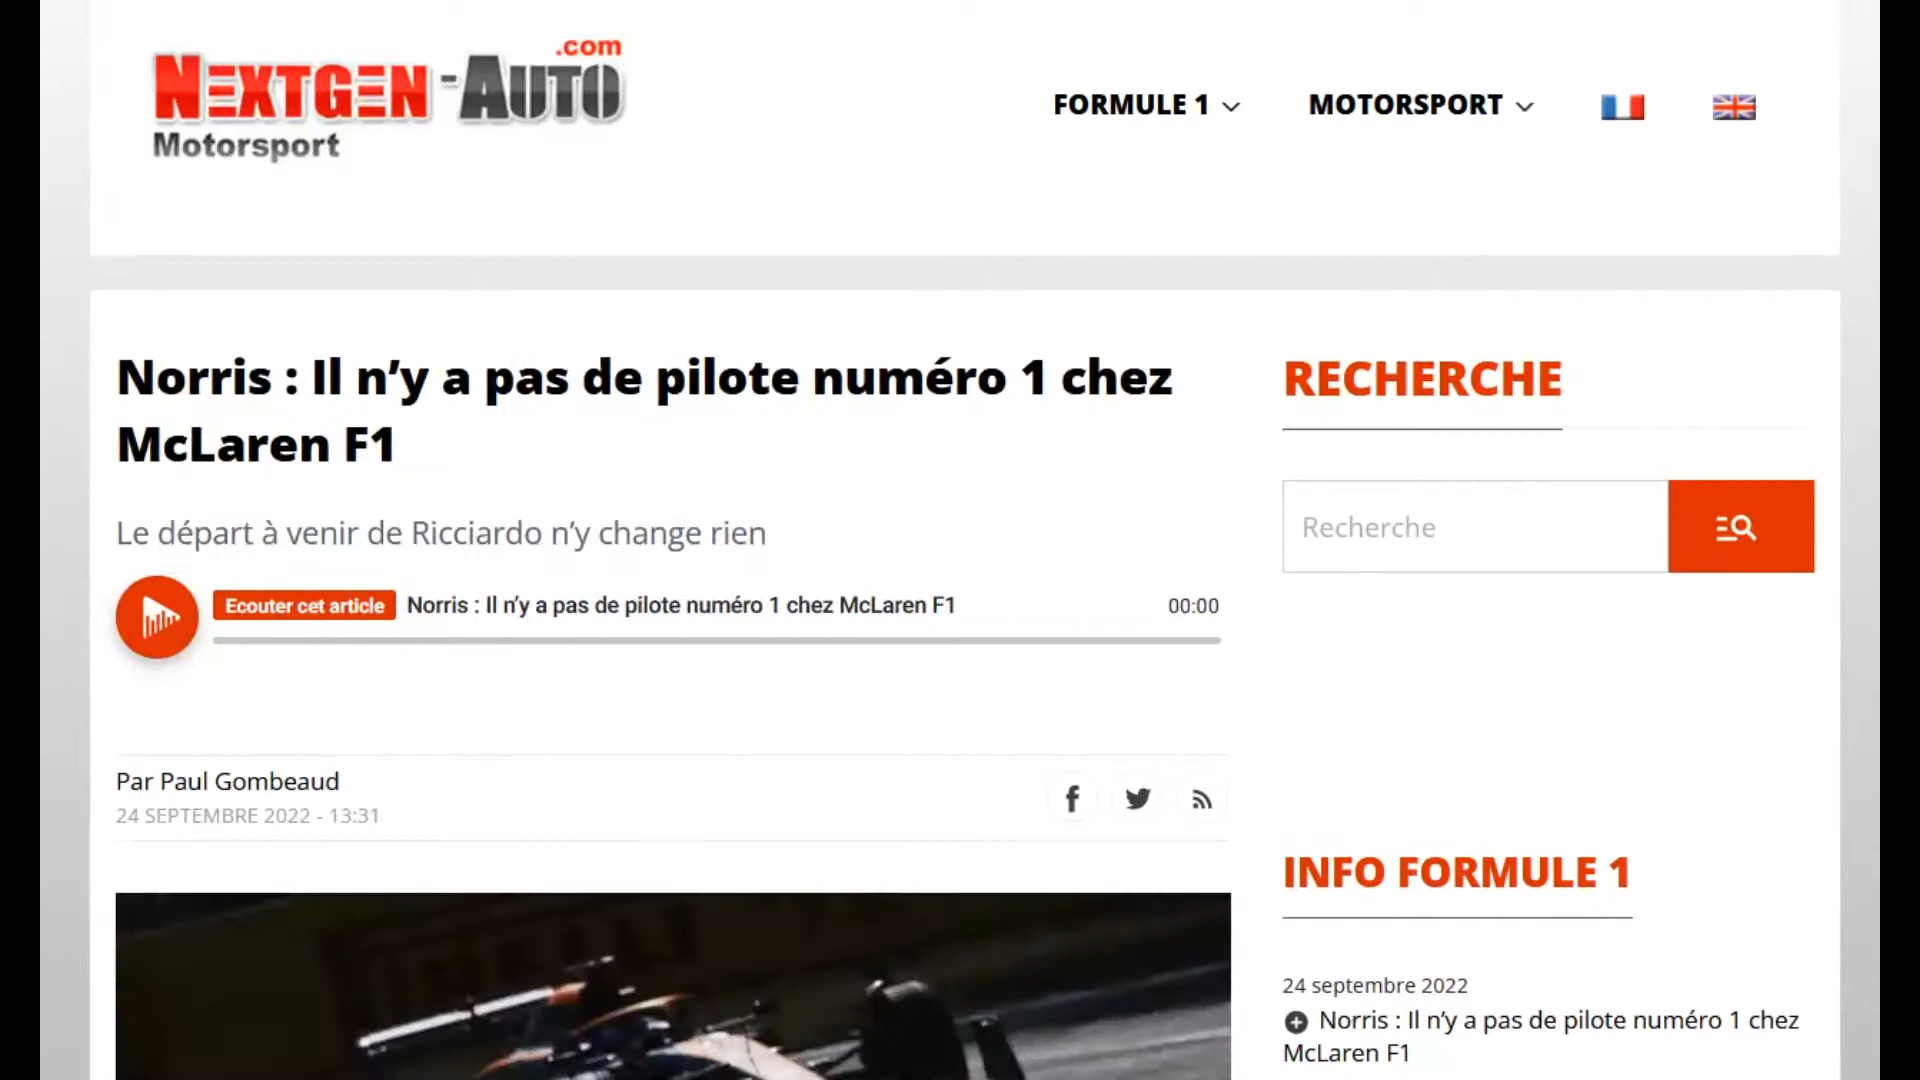 NEXTGEN-AUTO
.com
Motorsport
FORMULE 1
MOTORSPORT
Norris : Il n’y a pas de pilote numéro 1 chez
McLaren F1
Le départ à venir de Ricciardo n’y change rien
Ecouter cet article
Norris : Il n’y a pas de pilote numéro 1 chez McLaren F1
00:00
Par Paul Gombeaud
24 SEPTEMBRE 2022 - 13:31
RECHERCHE
Recherche
INFO FORMULE 1
24 septembre 2022
Norris : Il n’y a pas de pilote numéro 1 chez
McLaren F1